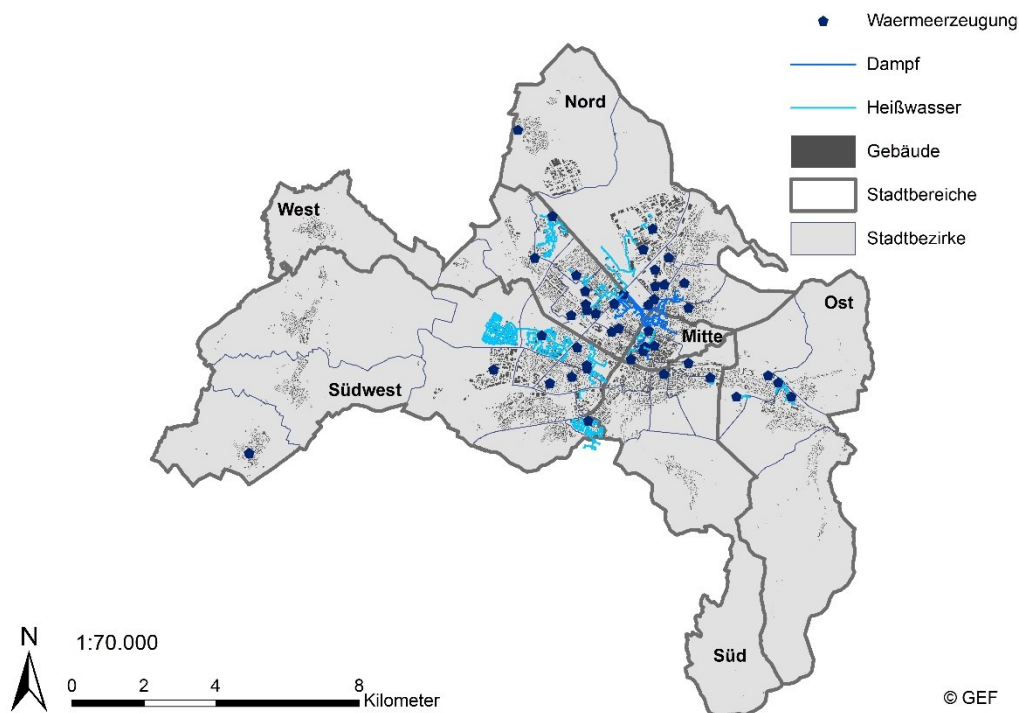 Waermeerzeugung
Dampf
Heißwasser
Gebäude
Stadtbereiche
Stadtbezirke
Nord
West
Ost
Mitte
Südwest
Süd
N
1:70.000
0 2 4 8 Kilometer
© GEF